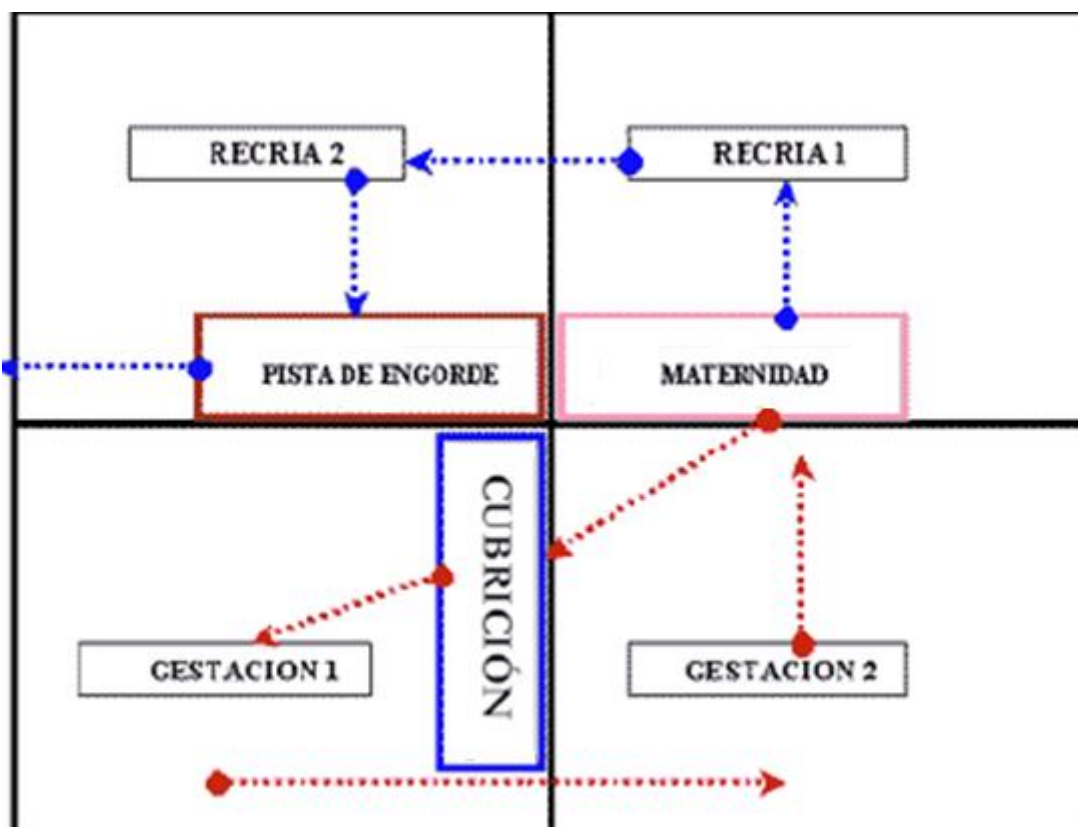 RECRIA 2
RECRIA 1
PISTA DE ENGORDE
MATERNIDAD
CUBRICIÓN
GESTACION 1
GESTACION 2